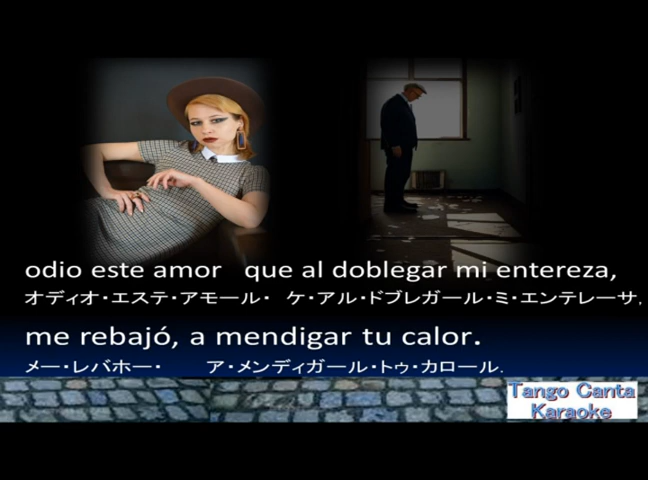 odio este amor que al doblegar mi entereza,
オディオ・エステ・アモール・ ケ・アル・ドブレガール・ミ・エンテレーサ,
me rebajó, a mendigar tu calor.
メー・レバホー・ ア・メンディガール・トゥ・カロール.
Tango Canta
Karaoke